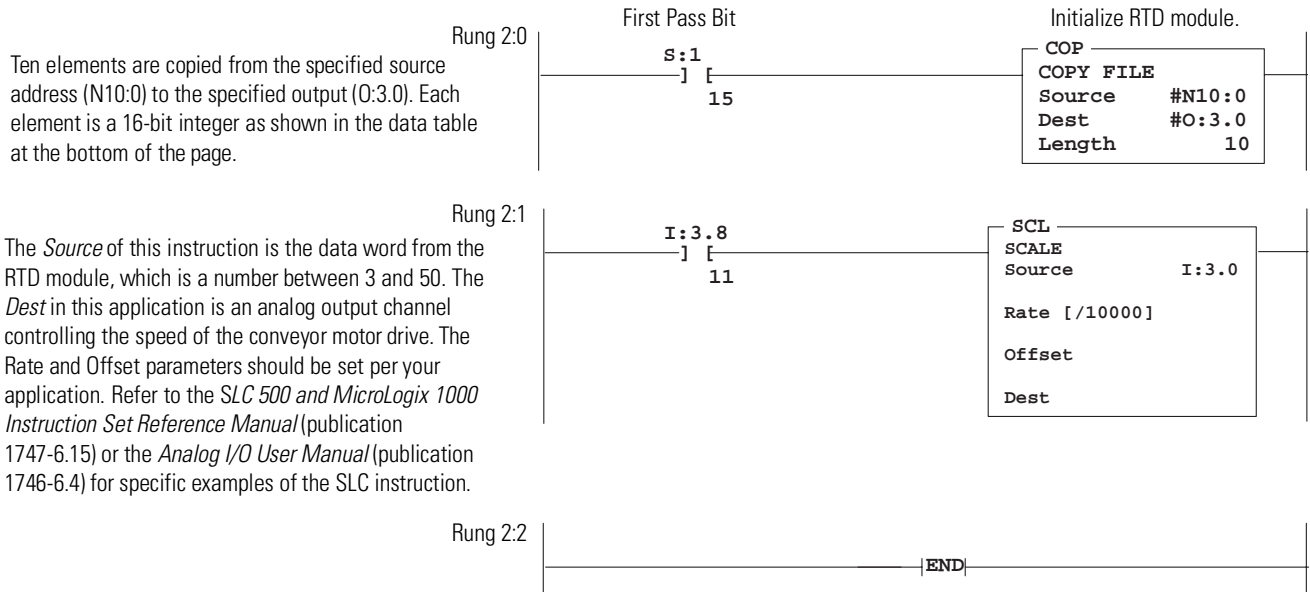 First Pass Bit
Initialize RTD module.
Rung 2:0
Ten elements are copied from the specified source
address (N10:0) to the specified output (O:3.0). Each
element is a 16-bit integer as shown in the data table
at the bottom of the page.
S:1
] [
15
COP
COPY FILE
Source #N10:0
Dest #O:3.0
Length 10
Rung 2:1
The Source of this instruction is the data word from the
RTD module, which is a number between 3 and 50. The
Dest in this application is an analog output channel
controlling the speed of the conveyor motor drive. The
Rate and Offset parameters should be set per your
application. Refer to the SLC 500 and MicroLogix 1000
Instruction Set Reference Manual (publication
1747-6.15) or the Analog I/O User Manual (publication
1746-6.4) for specific examples of the SLC instruction.
I:3.8
] [
11
SCL
SCALE
Source I:3.0
Rate [/10000]
Offset
Dest
Rung 2:2
END